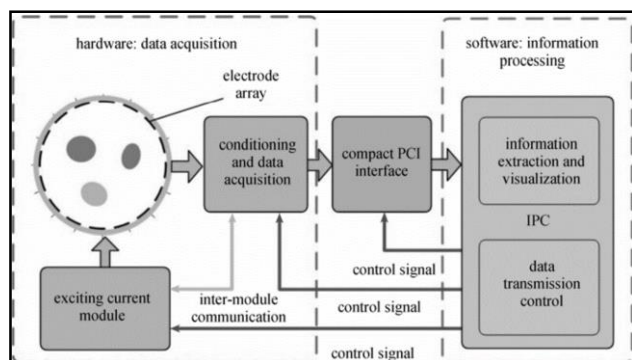 hardware: data acquisition
software: information
processing
electrode
array
conditioning
and data
acquisition
compact PCI
interface
information
extraction and
visualization
IPC
data
transmission
control
exciting current
module
inter-module
communication
control signal
control signal
control signal